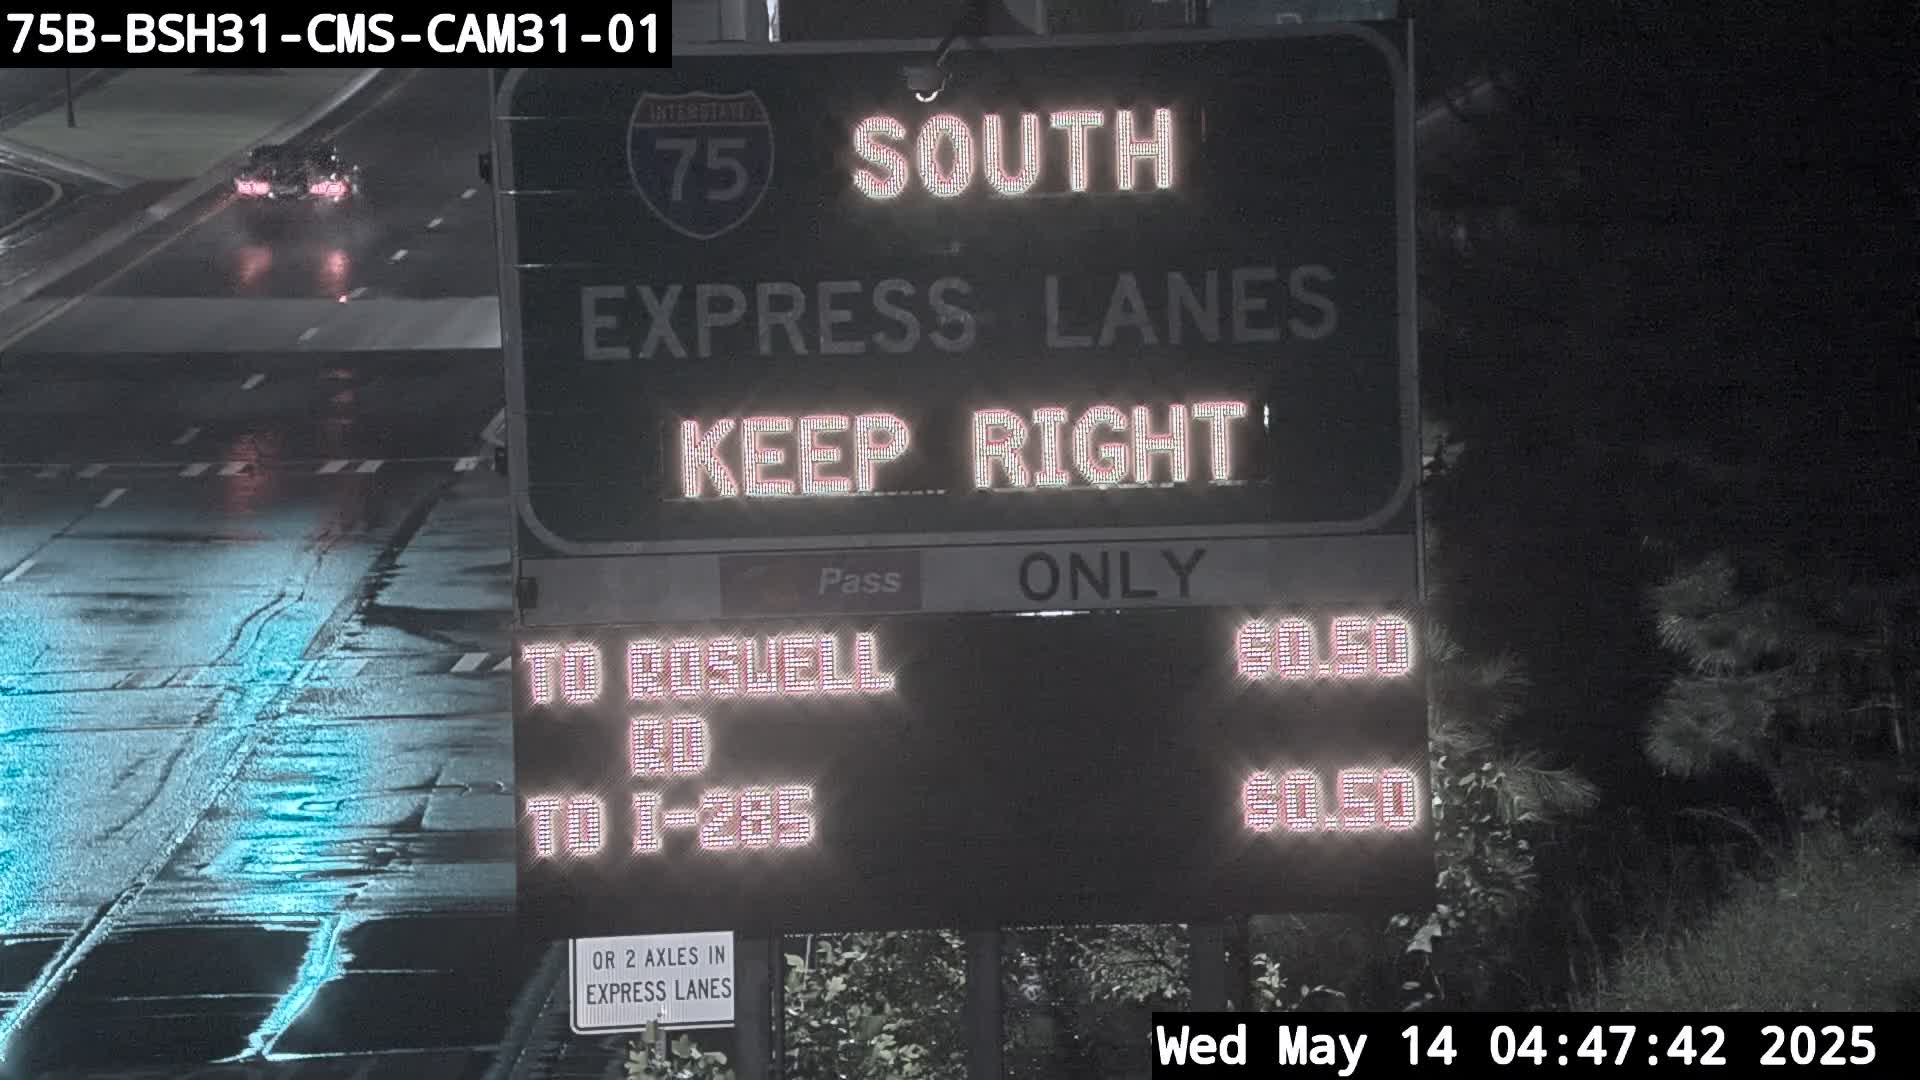 75B-BSH31-CMS-CAM31-01
INTERSTATE
75
SOUTH
EXPRESS LANES
KEEP RIGHT
Pass ONLY
TO ROSWELL $0.50
RD
TO I-285 $0.50
OR 2 AXLES IN
EXPRESS LANES
Wed May 14 04:47:42 2025